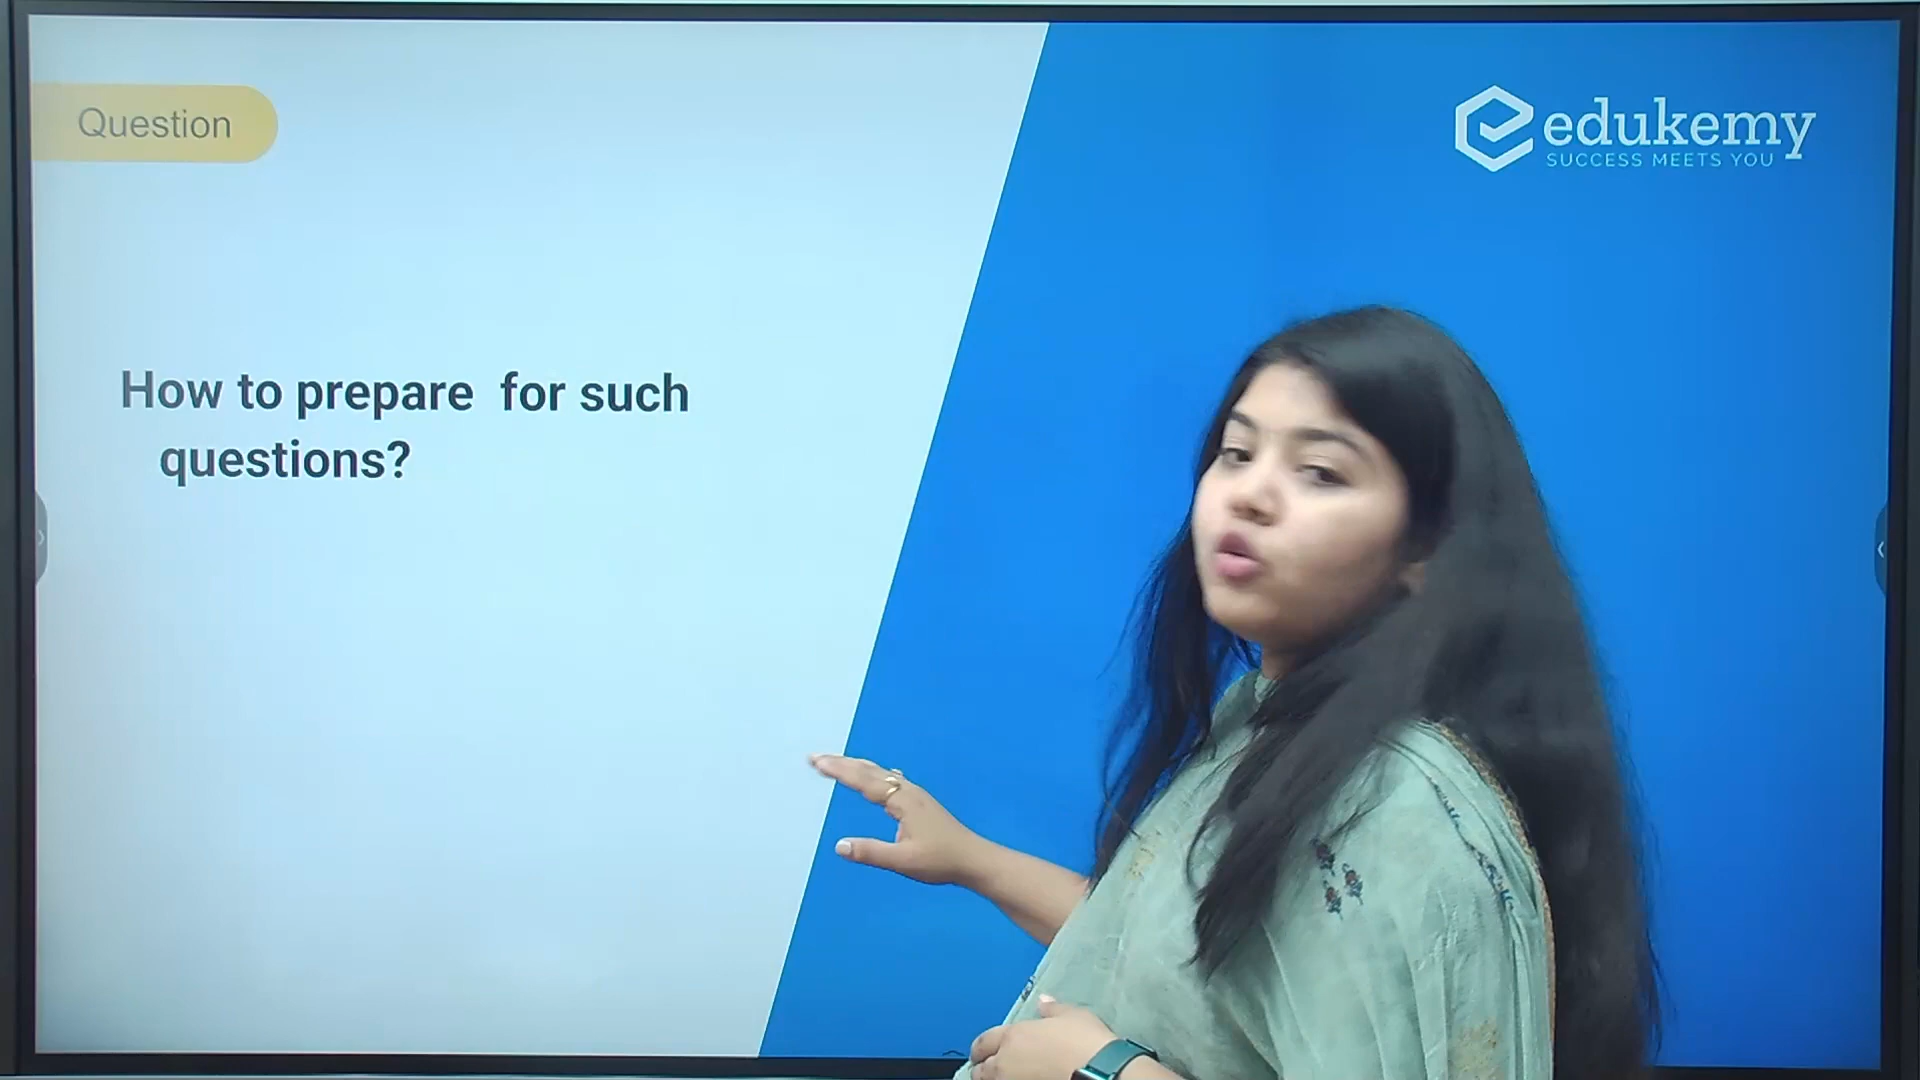 Question
edukemy
SUCCESS MEETS YOU
How to prepare for such
questions?